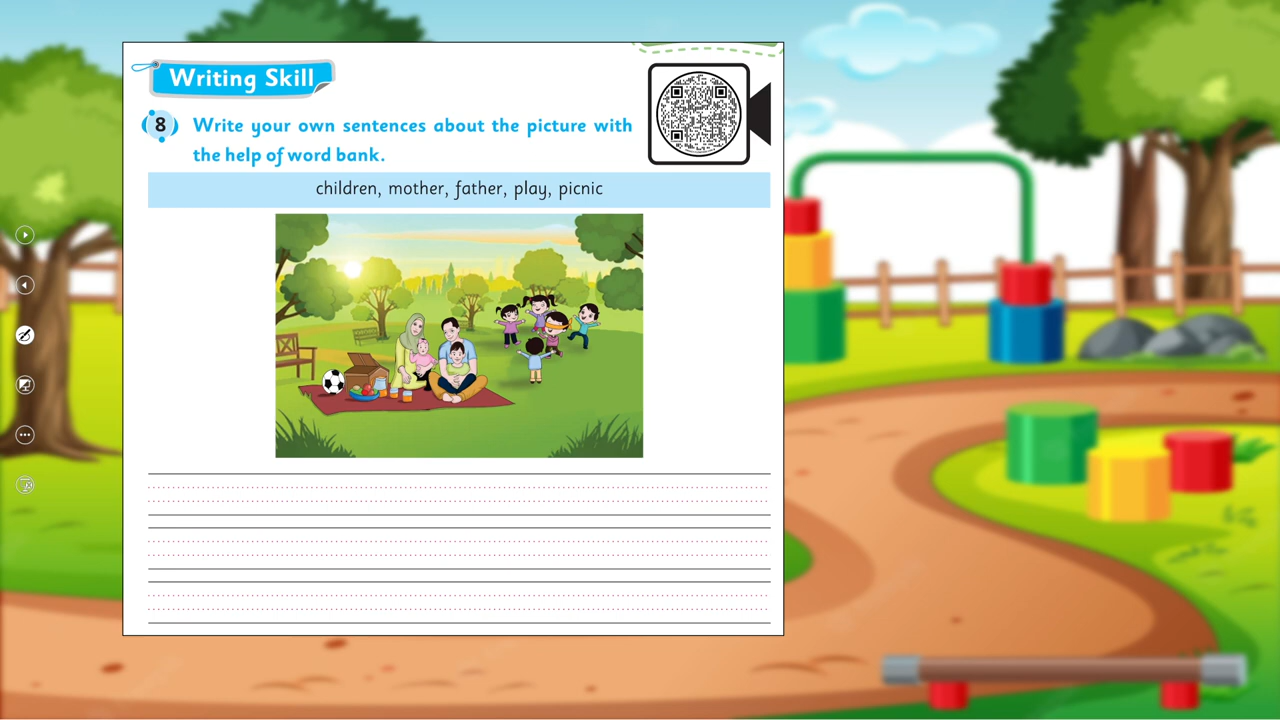 Writing Skill
8 Write your own sentences about the picture with
the help of word bank.
children, mother, father, play, picnic